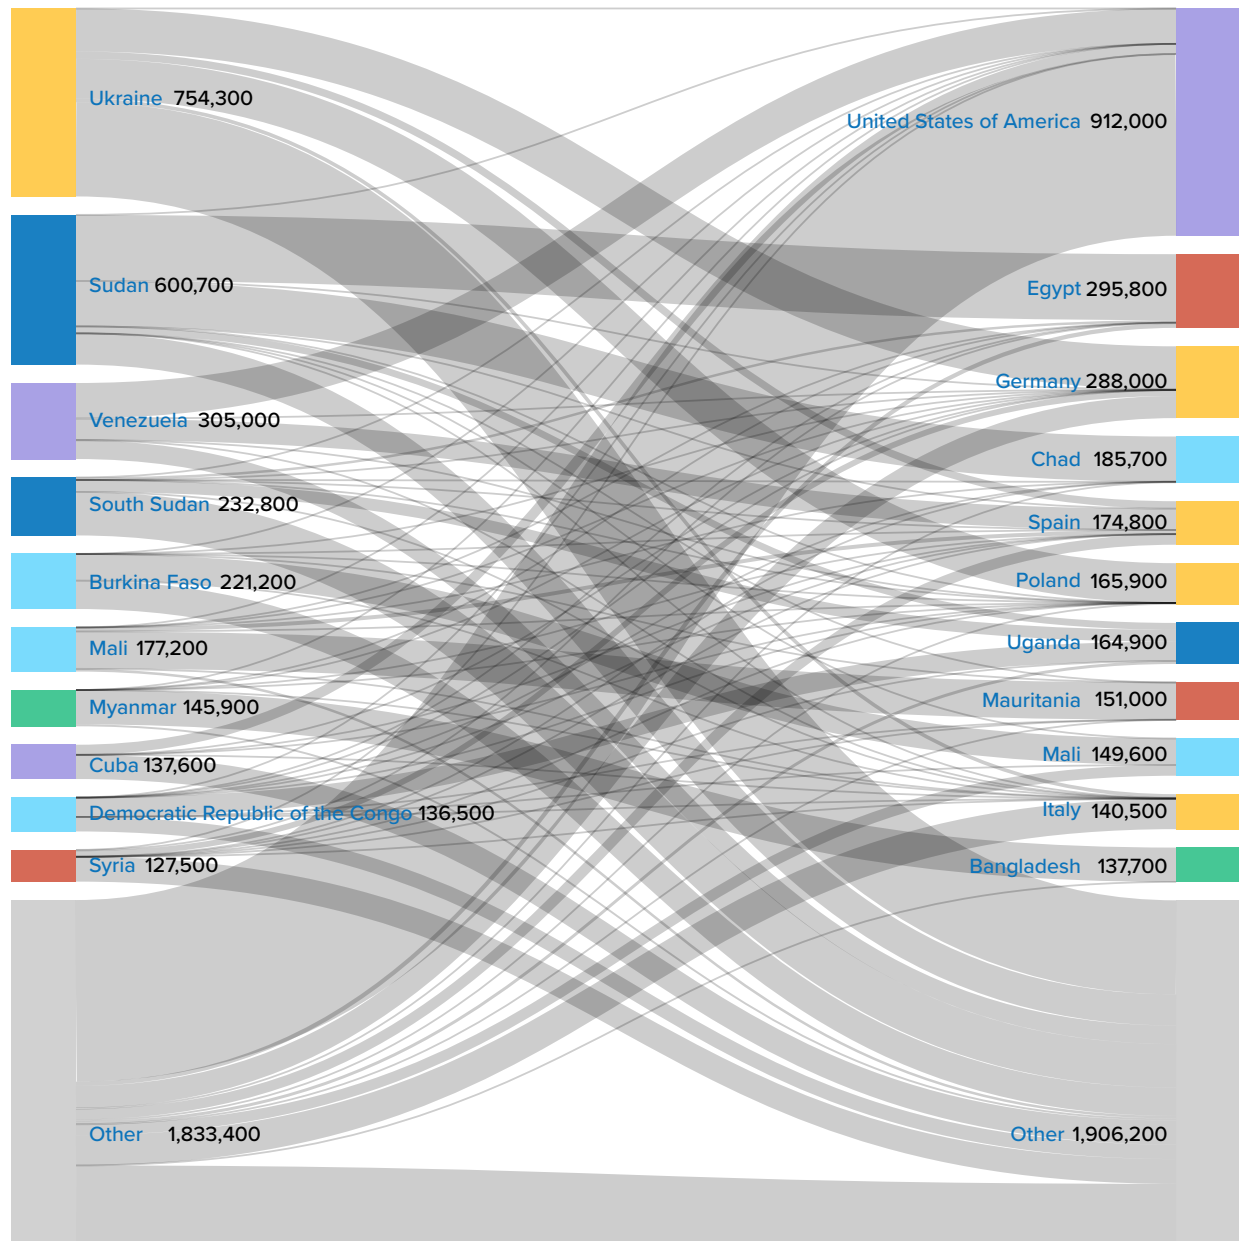 Ukraine 754,300
United States of America 912,000
Sudan 600,700
Egypt 295,800
Germany 288,000
Venezuela 305,000
Chad 185,700
South Sudan 232,800
Spain 174,800
Burkina Faso 221,200
Poland 165,900
Mali 177,200
Uganda 164,900
Myanmar 145,900
Mauritania 151,000
Cuba 137,600
Mali 149,600
Democratic Republic of the Congo 136,500
Italy 140,500
Syria 127,500
Bangladesh 137,700
Other 1,833,400
Other 1,906,200